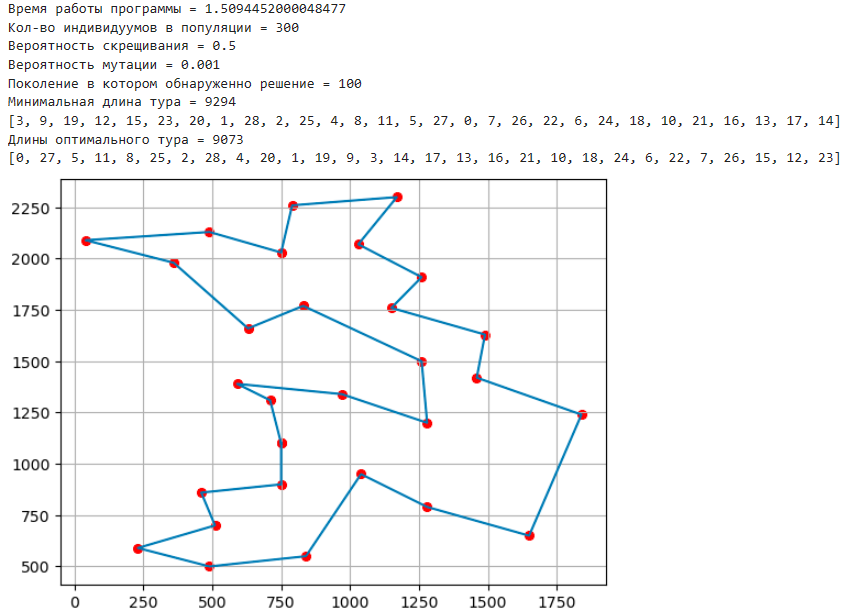 Время работы программы = 1.5094452000048477
Кол-во индивидуумов в популяции = 300
Вероятность скрещивания = 0.5
Вероятность мутации = 0.001
Поколение в котором обнаруженно решение = 100
Минимальная длина тура = 9294
[3, 9, 19, 12, 15, 23, 20, 1, 28, 2, 25, 4, 8, 11, 5, 27, 0, 7, 26, 22, 6, 24, 18, 10, 21, 16, 13, 17, 14]
Длины оптимального тура = 9073
[0, 27, 5, 11, 8, 25, 2, 28, 4, 20, 1, 19, 9, 3, 14, 17, 13, 16, 21, 10, 18, 24, 6, 22, 7, 26, 15, 12, 23]
2250
2000
1750
1500
1250
1000
750
500
0 250 500 750 1000 1250 1500 1750